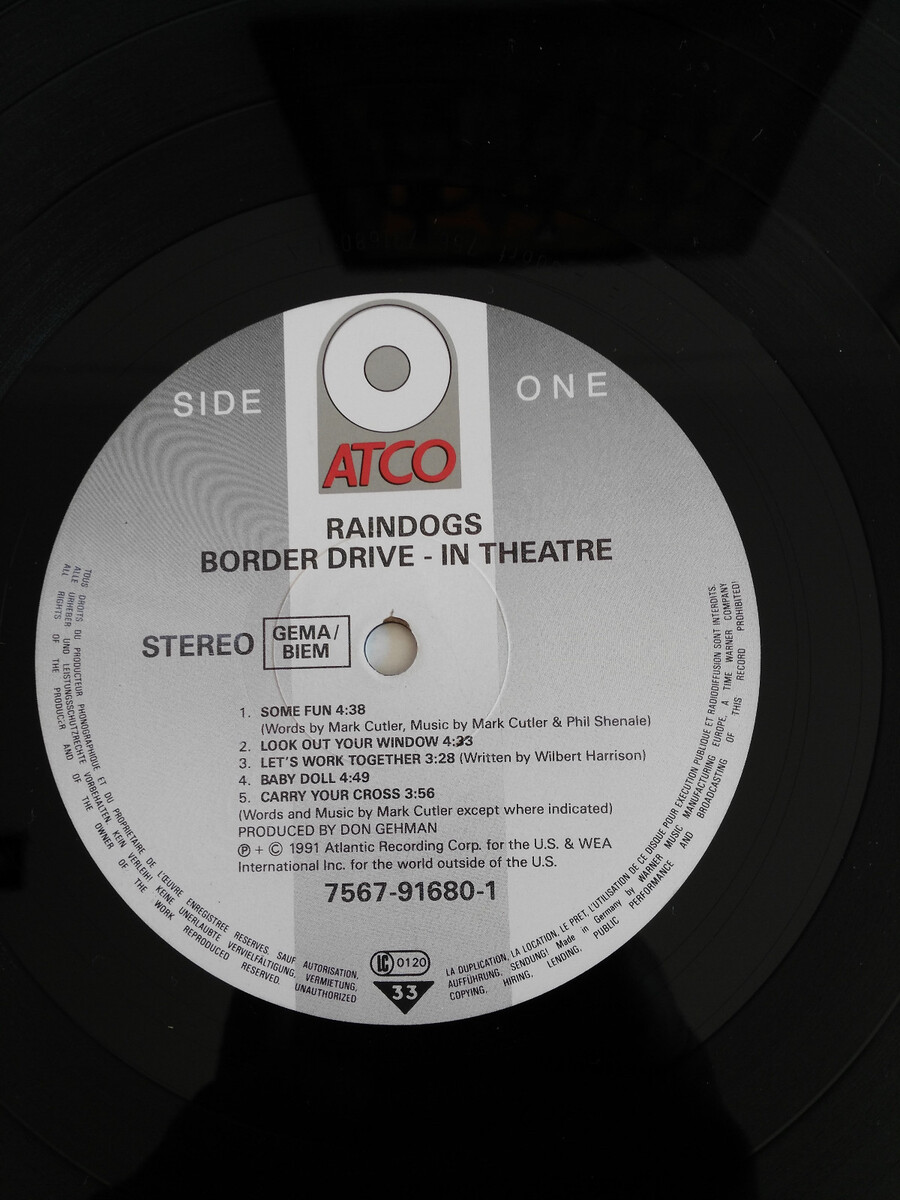 SIDE ONE
ATCO
RAINDOGS
BORDER DRIVE - IN THEATRE
STEREO
GEMA/
BIEM
1. SOME FUN 4:38
(Words by Mark Cutler, Music by Mark Cutler & Phil Shenale)
2. LOOK OUT YOUR WINDOW 4:33
3. LET'S WORK TOGETHER 3:28 (Written by Wilbert Harrison)
4. BABY DOLL 4:49
5. CARRY YOUR CROSS 3:56
(Words and Music by Mark Cutler except where indicated)
PRODUCED BY DON GEHMAN
℗ + © 1991 Atlantic Recording Corp. for the U.S. & WEA
International Inc. for the world outside of the U.S.
7567-91680-1
LC 0120
33
TOUS DROITS DU PRODUCTEUR PHONOGRAPHIQUE ET DU PROPRIETAIRE DE L'ŒUVRE ENREGISTREE RESERVES. SAUF AUTORISATION, LA DUPLICATION, LA LOCATION, LE PRET, L'UTILISATION DE CE DISQUE POUR EXECUTION PUBLIQUE ET RADIODIFFUSION SONT INTERDITS.
ALLE URHEBER UND LEISTUNGSSCHUTZRECHTE VORBEHALTEN. KEIN VERLEIH! KEINE UNERLAUBTE VERVIELFÄLTIGUNG, VERMIETUNG, AUFFÜHRUNG, SENDUNG! Made in Germany by WARNER MUSIC MANUFACTURING EUROPE. A TIME WARNER COMPANY
ALL RIGHTS OF THE PRODUCER AND OF THE OWNER OF THE WORK REPRODUCED RESERVED. UNAUTHORIZED COPYING, HIRING, LENDING, PUBLIC PERFORMANCE AND BROADCASTING OF THIS RECORD PROHIBITED!